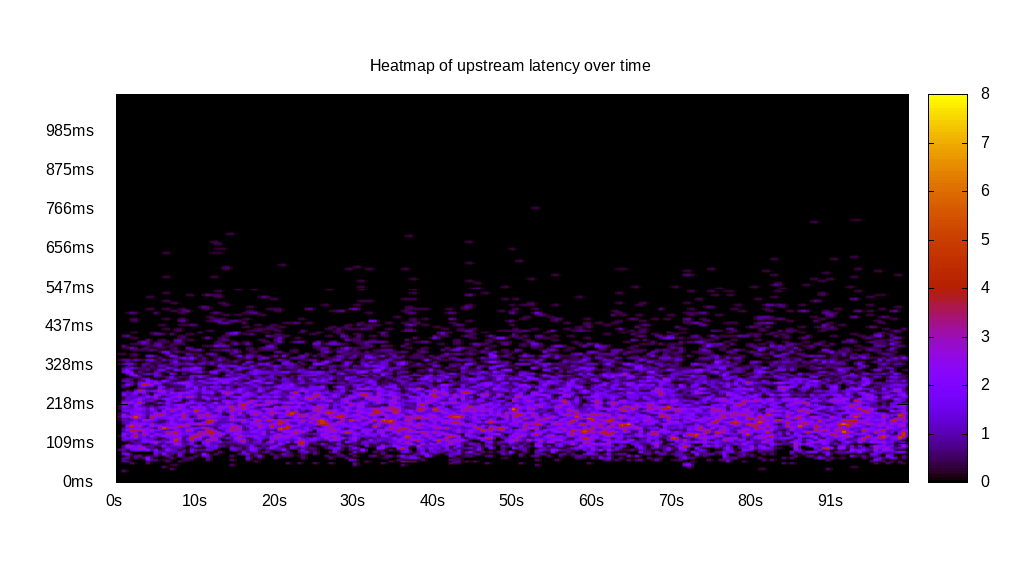 Heatmap of upstream latency over time
985ms
875ms
766ms
656ms
547ms
437ms
328ms
218ms
109ms
0ms
0s 10s 20s 30s 40s 50s 60s 70s 80s 91s
8
7
6
5
4
3
2
1
0